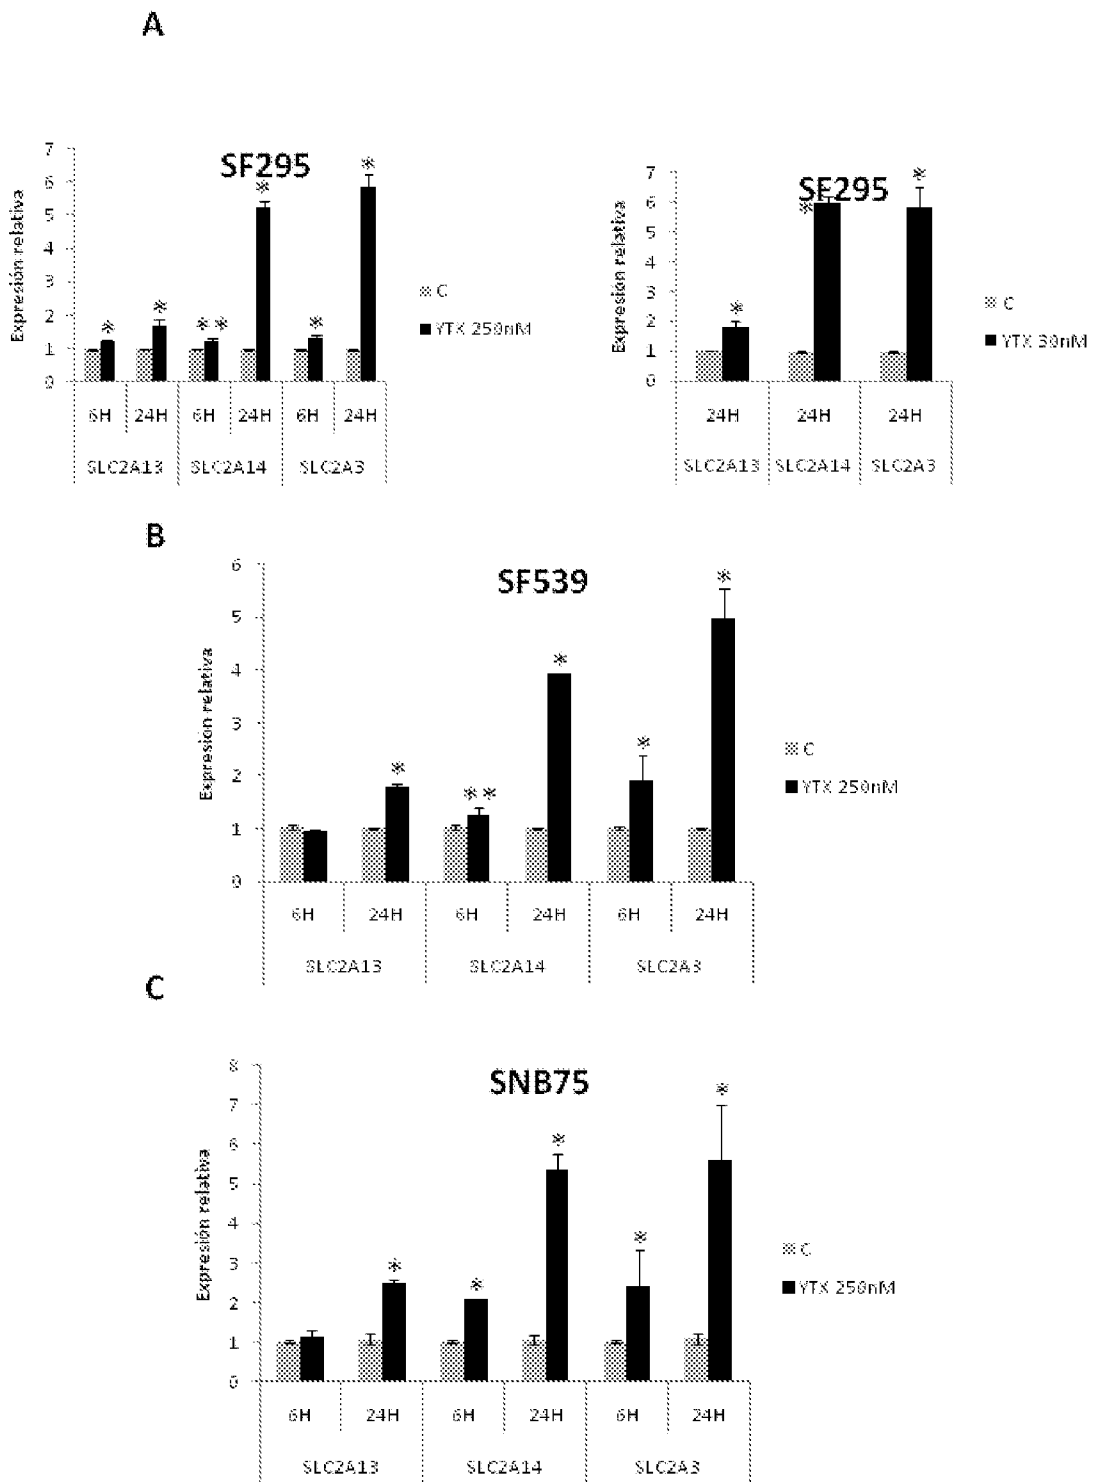 A
SF295
Expresión relativa
7
6
5
4
3
2
1
0
6H 24H 6H 24H 6H 24H
SLC2A13 SLC2A14 SLC2A3
C
YTX 250nM
SF295
Expresión relativa
7
6
5
4
3
2
1
0
24H 24H 24H
SLC2A13 SLC2A14 SLC2A3
C
YTX 30nM
B
SF539
Expresión relativa
6
5
4
3
2
1
0
6H 24H 6H 24H 6H 24H
SLC2A13 SLC2A14 SLC2A3
C
YTX 250nM
C
SNB75
Expresión relativa
8
7
6
5
4
3
2
1
0
6H 24H 6H 24H 6H 24H
SLC2A13 SLC2A14 SLC2A3
C
YTX 250nM